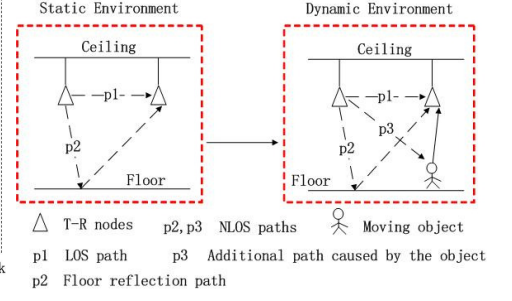 Static Environment
Dynamic Environment
Ceiling
p1
p2
Floor
Ceiling
p1
p3
p2
Floor
T-R nodes
p2,p3 NLOS paths
Moving object
p1 LOS path
p3 Additional path caused by the object
k
p2 Floor reflection path